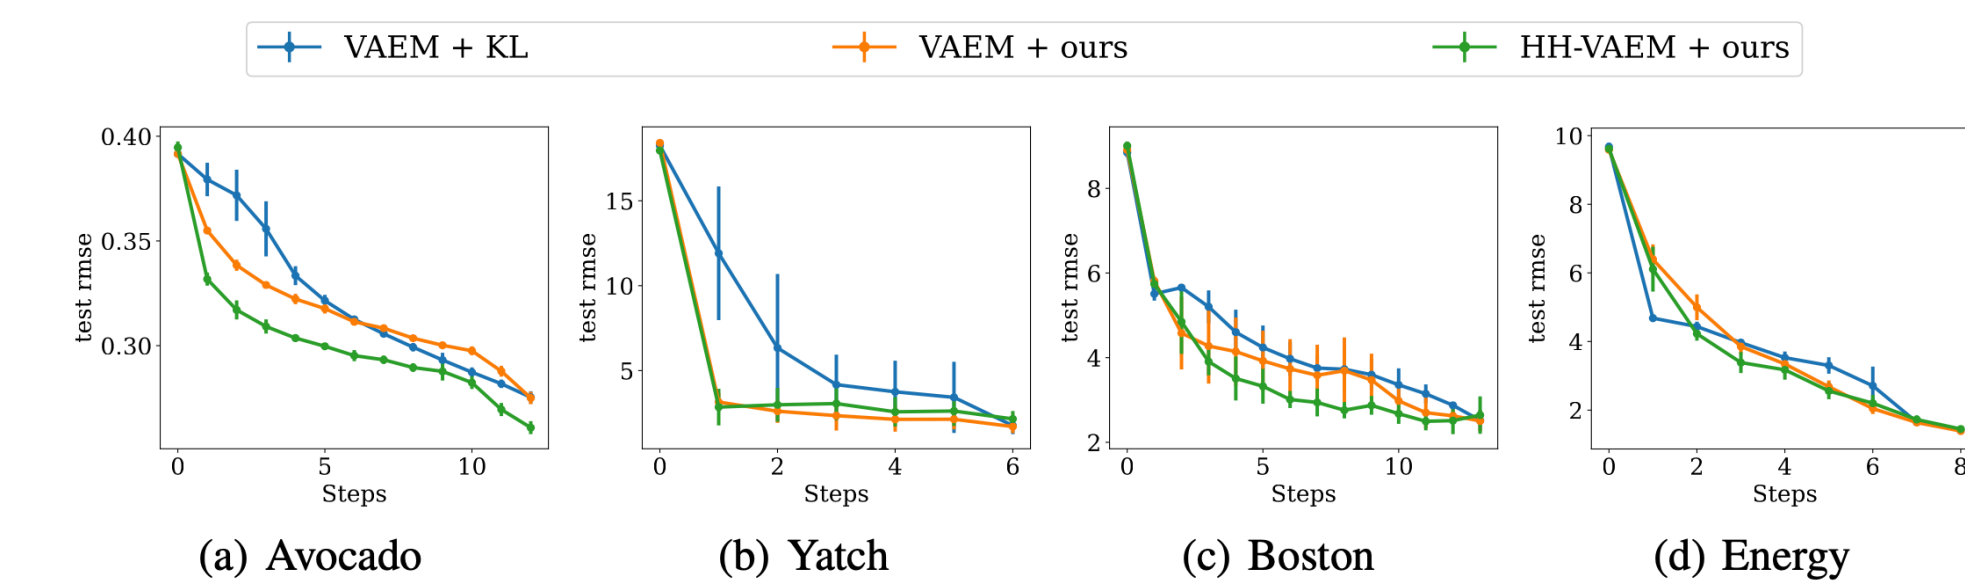 VAEM + KL VAEM + ours HH-VAEM + ours
test rmse
0.40
0.35
0.30
0 5 10
Steps
(a) Avocado
test rmse
15
10
5
0 2 4 6
Steps
(b) Yatch
test rmse
8
6
4
2
0 5 10
Steps
(c) Boston
test rmse
10
8
6
4
2
0 2 4 6 8
Steps
(d) Energy